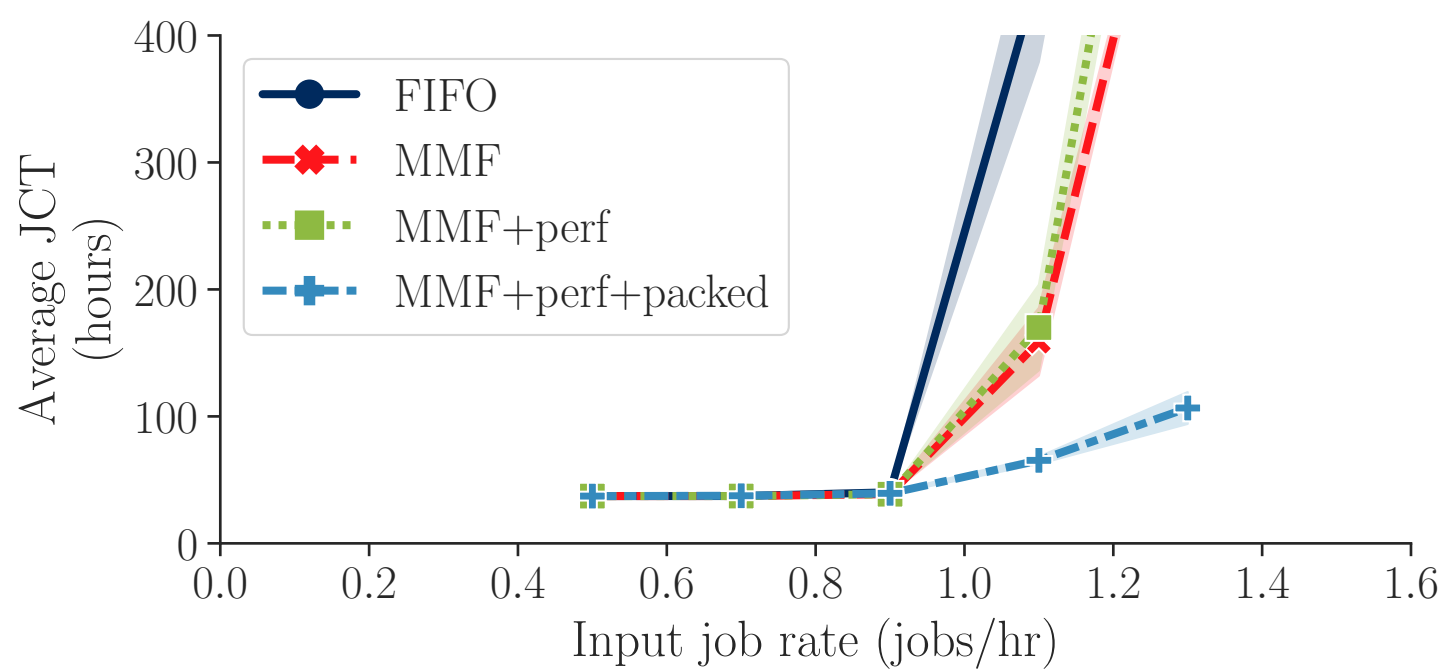 400
300
200
100
0
Average JCT
(hours)
FIFO
MMF
MMF+perf
MMF+perf+packed
0.0 0.2 0.4 0.6 0.8 1.0 1.2 1.4 1.6
Input job rate (jobs/hr)